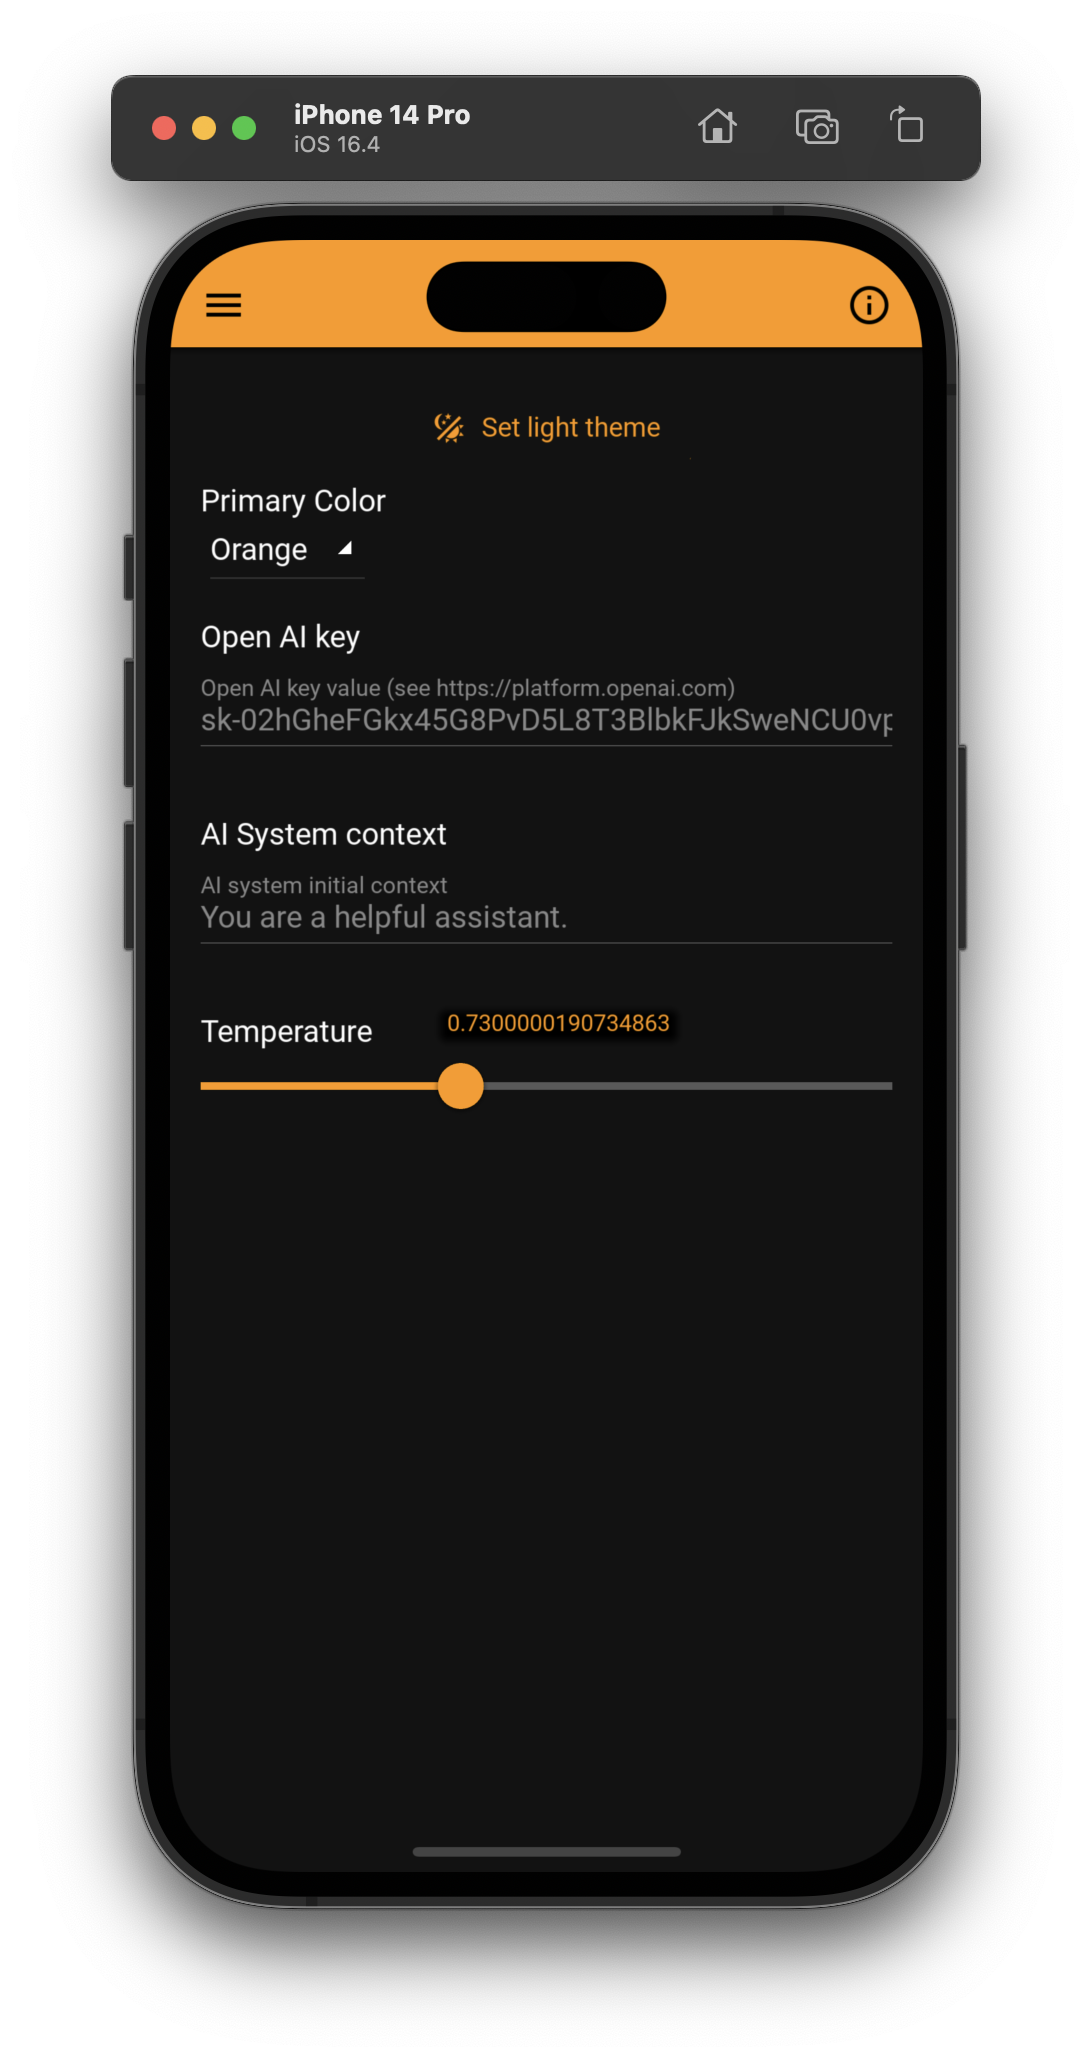 iPhone 14 Pro
iOS 16.4
Set light theme
Primary Color
Orange
Open AI key
Open AI key value (see https://platform.openai.com)
sk-02hGheFGkx45G8PvD5L8T3BlbkFJkSweNCU0vp
AI System context
AI system initial context
You are a helpful assistant.
Temperature
0.7300000190734863